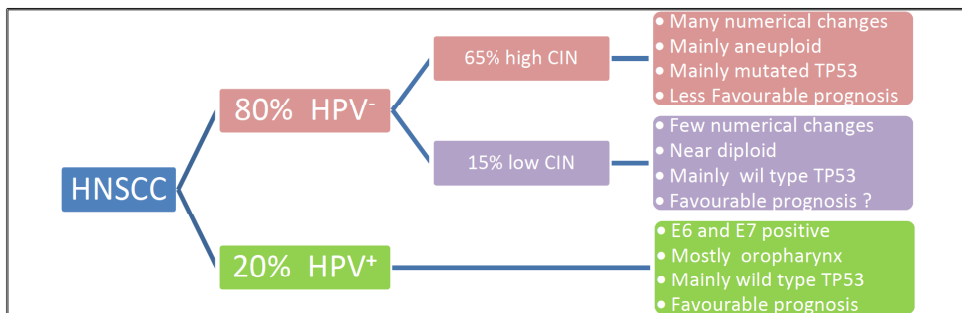 HNSCC
80% HPV⁻
65% high CIN
• Many numerical changes
• Mainly aneuploid
• Mainly mutated TP53
• Less Favourable prognosis
15% low CIN
• Few numerical changes
• Near diploid
• Mainly wil type TP53
• Favourable prognosis ?
20% HPV⁺
• E6 and E7 positive
• Mostly oropharynx
• Mainly wild type TP53
• Favourable prognosis